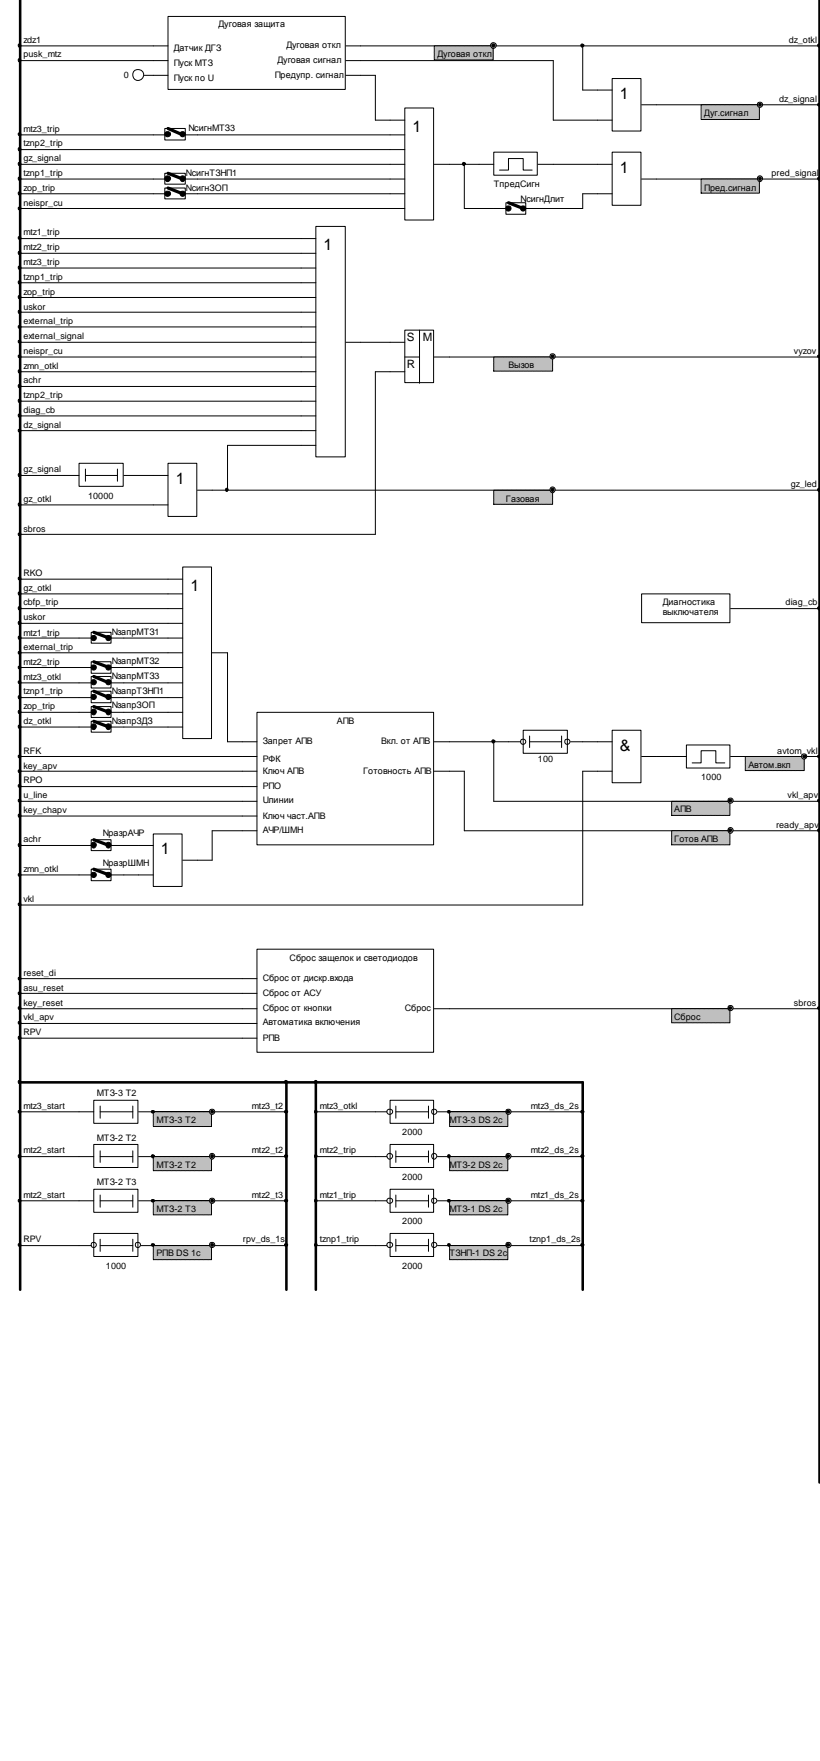 Дуговая защита
zdz1
Датчик ДГЗ
Дуговая откл
Дуговая откл
dz_otkl
pusk_mtz
Пуск МТЗ
Дуговая сигнал
0
Пуск по U
Предупр. сигнал
1
Дуг.сигнал
dz_signal
mtz3_trip
NсигнМТЗ3
1
tznp2_trip
gz_signal
tznp1_trip
NсигнТЗНП1
zop_trip
NсигнЗОП
neispr_cu
ТпредСигн
NсигнДлит
1
Пред.сигнал
pred_signal
mtz1_trip
1
mtz2_trip
mtz3_trip
tznp1_trip
zop_trip
uskor
external_trip
external_signal
neispr_cu
zmn_otkl
achr
tznp2_trip
diag_cb
dz_signal
S M
R
Вызов
vyzov
gz_signal
10000
1
gz_otkl
Газовая
gz_led
sbros
RKO
1
gz_otkl
cbfp_trip
uskor
mtz1_trip
NзапрМТЗ1
external_trip
mtz2_trip
NзапрМТЗ2
mtz3_otkl
NзапрМТЗ3
tznp1_trip
NзапрТЗНП1
zop_trip
NзапрЗОП
dz_otkl
NзапрЗДЗ
Диагностика
выключателя
diag_cb
АПВ
Запрет АПВ
Вкл. от АПВ
RFK
РФК
key_apv
Ключ АПВ
Готовность АПВ
RPO
РПО
u_line
Uлинии
key_chapv
Ключ част.АПВ
АЧР/ШМН
100
&
1000
Автом.вкл
avtom_vkl
АПВ
vkl_apv
Готов АПВ
ready_apv
achr
NразрАЧР
1
zmn_otkl
NразрШМН
vkl
Сброс защелок и светодиодов
reset_di
Сброс от дискр.входа
asu_reset
Сброс от АСУ
key_reset
Сброс от кнопки
Сброс
Сброс
sbros
vkl_apv
Автоматика включения
RPV
РПВ
МТЗ-3 Т2
mtz3_start
МТЗ-3 Т2
mtz3_t2
МТЗ-2 Т2
mtz2_start
МТЗ-2 Т2
mtz2_t2
МТЗ-2 Т3
mtz2_start
МТЗ-2 Т3
mtz2_t3
RPV
1000
РПВ DS 1с
rpv_ds_1s
mtz3_otkl
2000
МТЗ-3 DS 2с
mtz3_ds_2s
mtz2_trip
2000
МТЗ-2 DS 2с
mtz2_ds_2s
mtz1_trip
2000
МТЗ-1 DS 2с
mtz1_ds_2s
tznp1_trip
2000
ТЗНП-1 DS 2с
tznp1_ds_2s